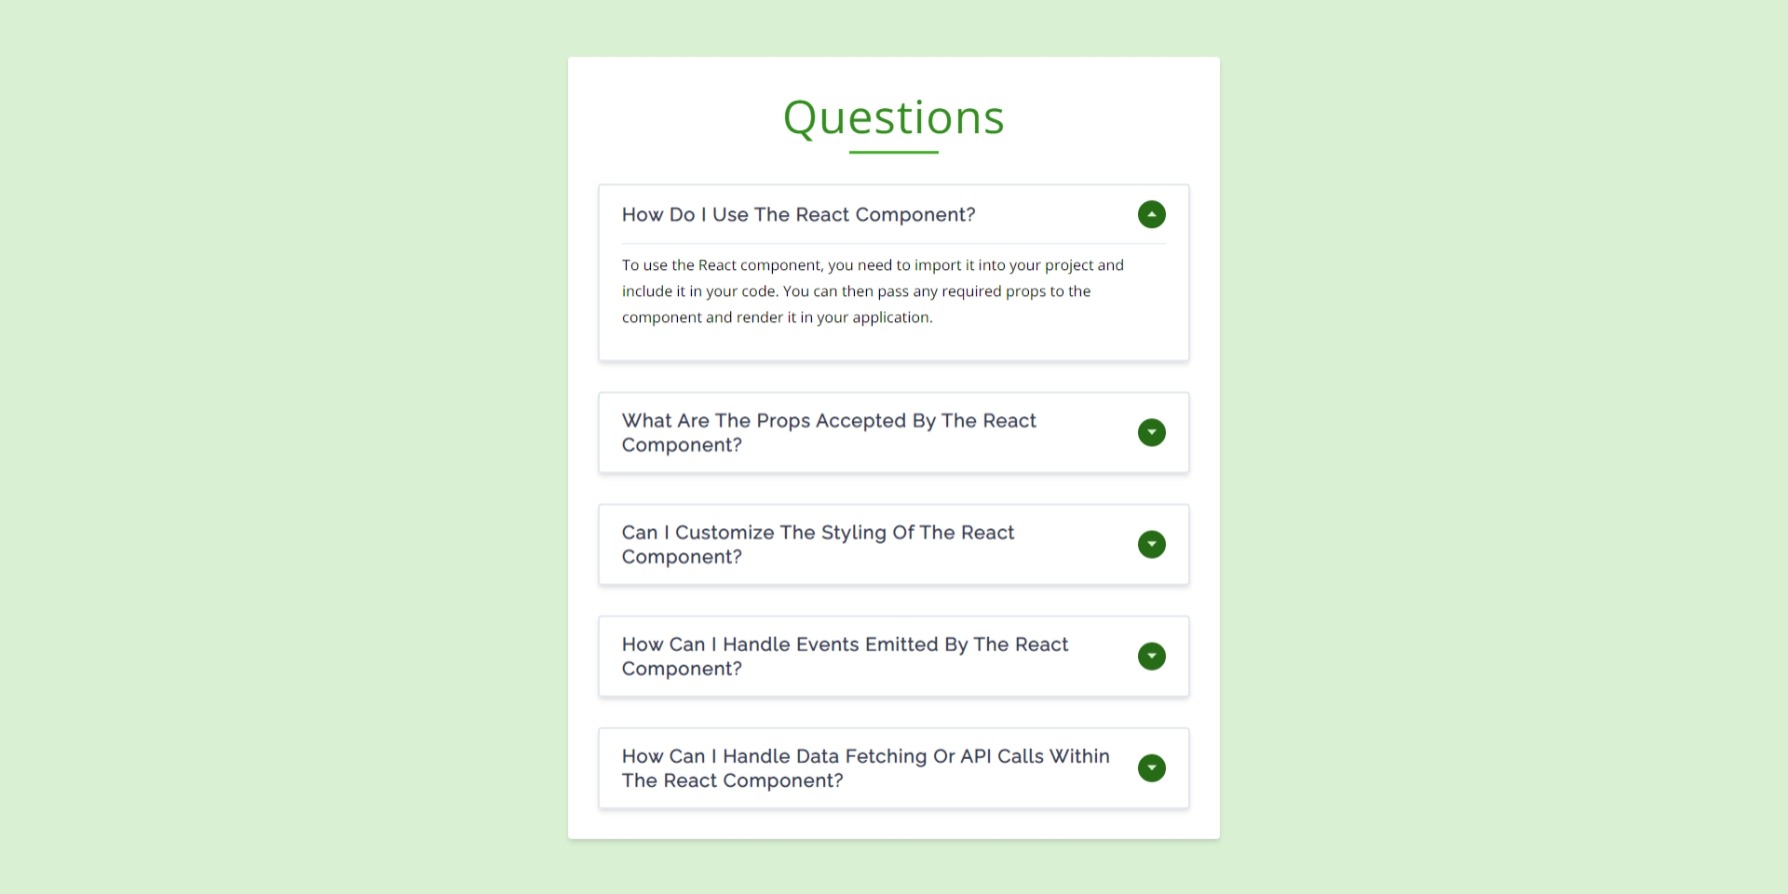 Questions
How Do I Use The React Component?
To use the React component, you need to import it into your project and
include it in your code. You can then pass any required props to the
component and render it in your application.
What Are The Props Accepted By The React
Component?
Can I Customize The Styling Of The React
Component?
How Can I Handle Events Emitted By The React
Component?
How Can I Handle Data Fetching Or API Calls Within
The React Component?